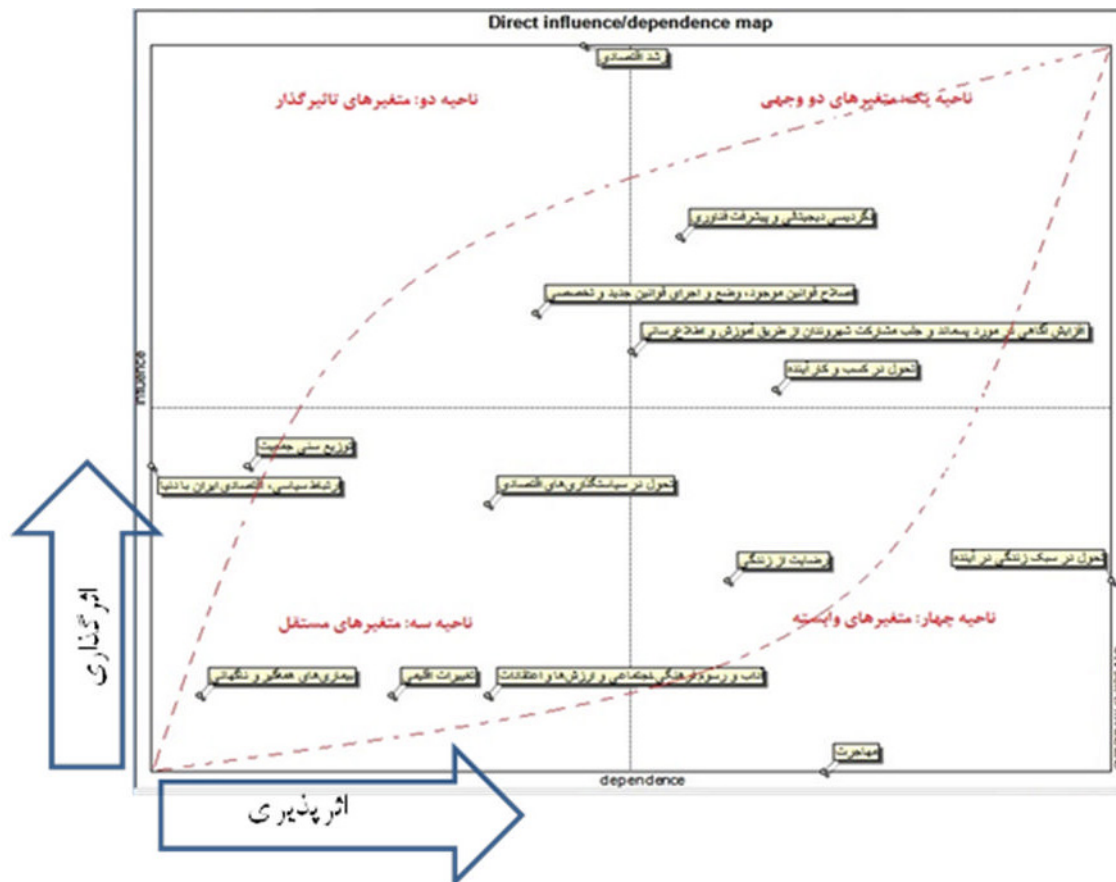 Direct influence/dependence map
رشد اقتصادی
ناحیه یک: متغیرهای دو وجهی
ناحیه دو: متغیرهای تاثیرگذار
دگردیسی دیجیتالی و پیشرفت فناوری
اصلاح قوانین موجود، وضع و اجرای قوانین جدید و تخصصی
افزایش آگاهی در مورد پسماند و جلب مشارکت شهروندان از طریق آموزش و اطلاع‌رسانی
تحول در کسب و کار آینده
influence
توزیع سنی جمعیت
ارتباط سیاسی، اقتصادی ایران با دنیا
تحول در سیاستگذاری‌های اقتصادی
تحول در سبک زندگی در آینده
رضایت از زندگی
ناحیه چهار: متغیرهای وابسته
ناحیه سه: متغیرهای مستقل
آداب و رسوم فرهنگی اجتماعی و ارزش‌ها و اعتقادات
تغییرات اقلیمی
بیماری‌های همه‌گیر و ناگهانی
مهاجرت
dependence
اثرگذاری
اثرپذیری